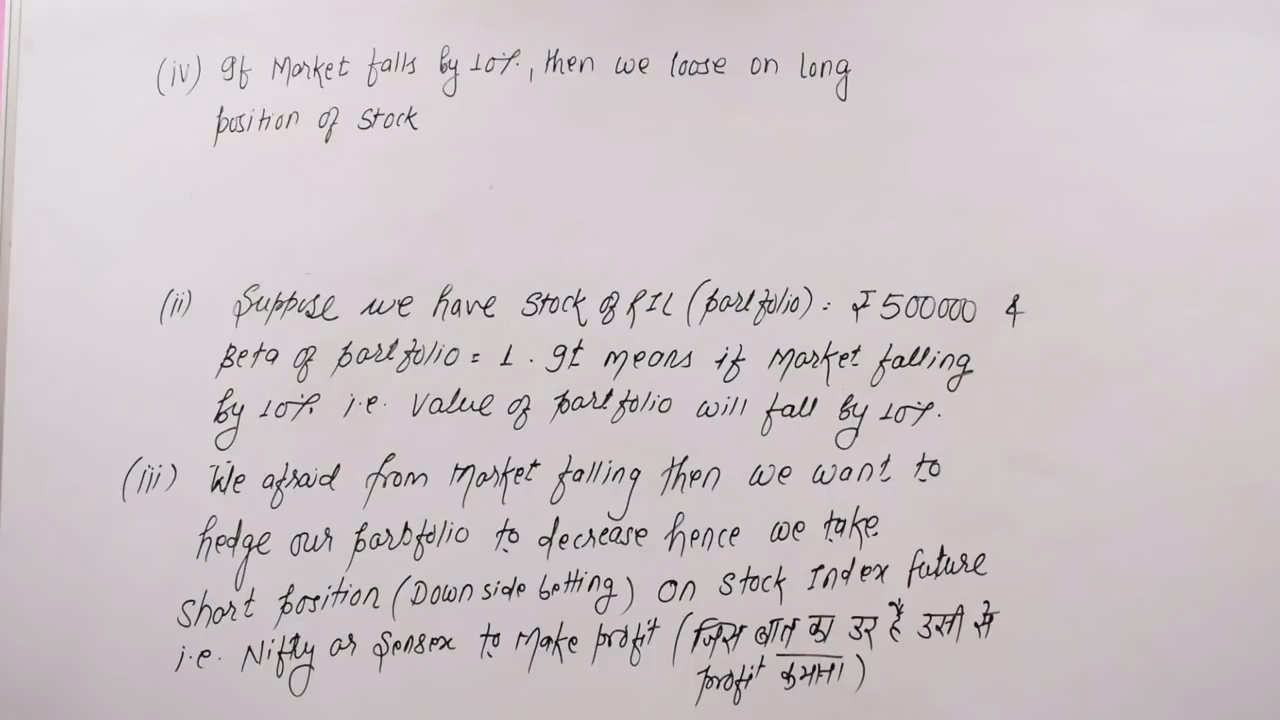 (iv) If Market falls by 10%, then we loose on long
position of stock
(ii) Suppose we have stock of RIL (portfolio) = ₹ 500000 &
Beta of portfolio = 1. It means if Market falling
by 10% i.e. value of portfolio will fall by 10%.
(iii) We afraid from Market falling then we want to
hedge our portfolio to decrease hence we take
short position (Down side betting) on Stock Index future
i.e. Nifty or Sensex to Make profit (जिस बात का डर है उसी से
profit कमाना)